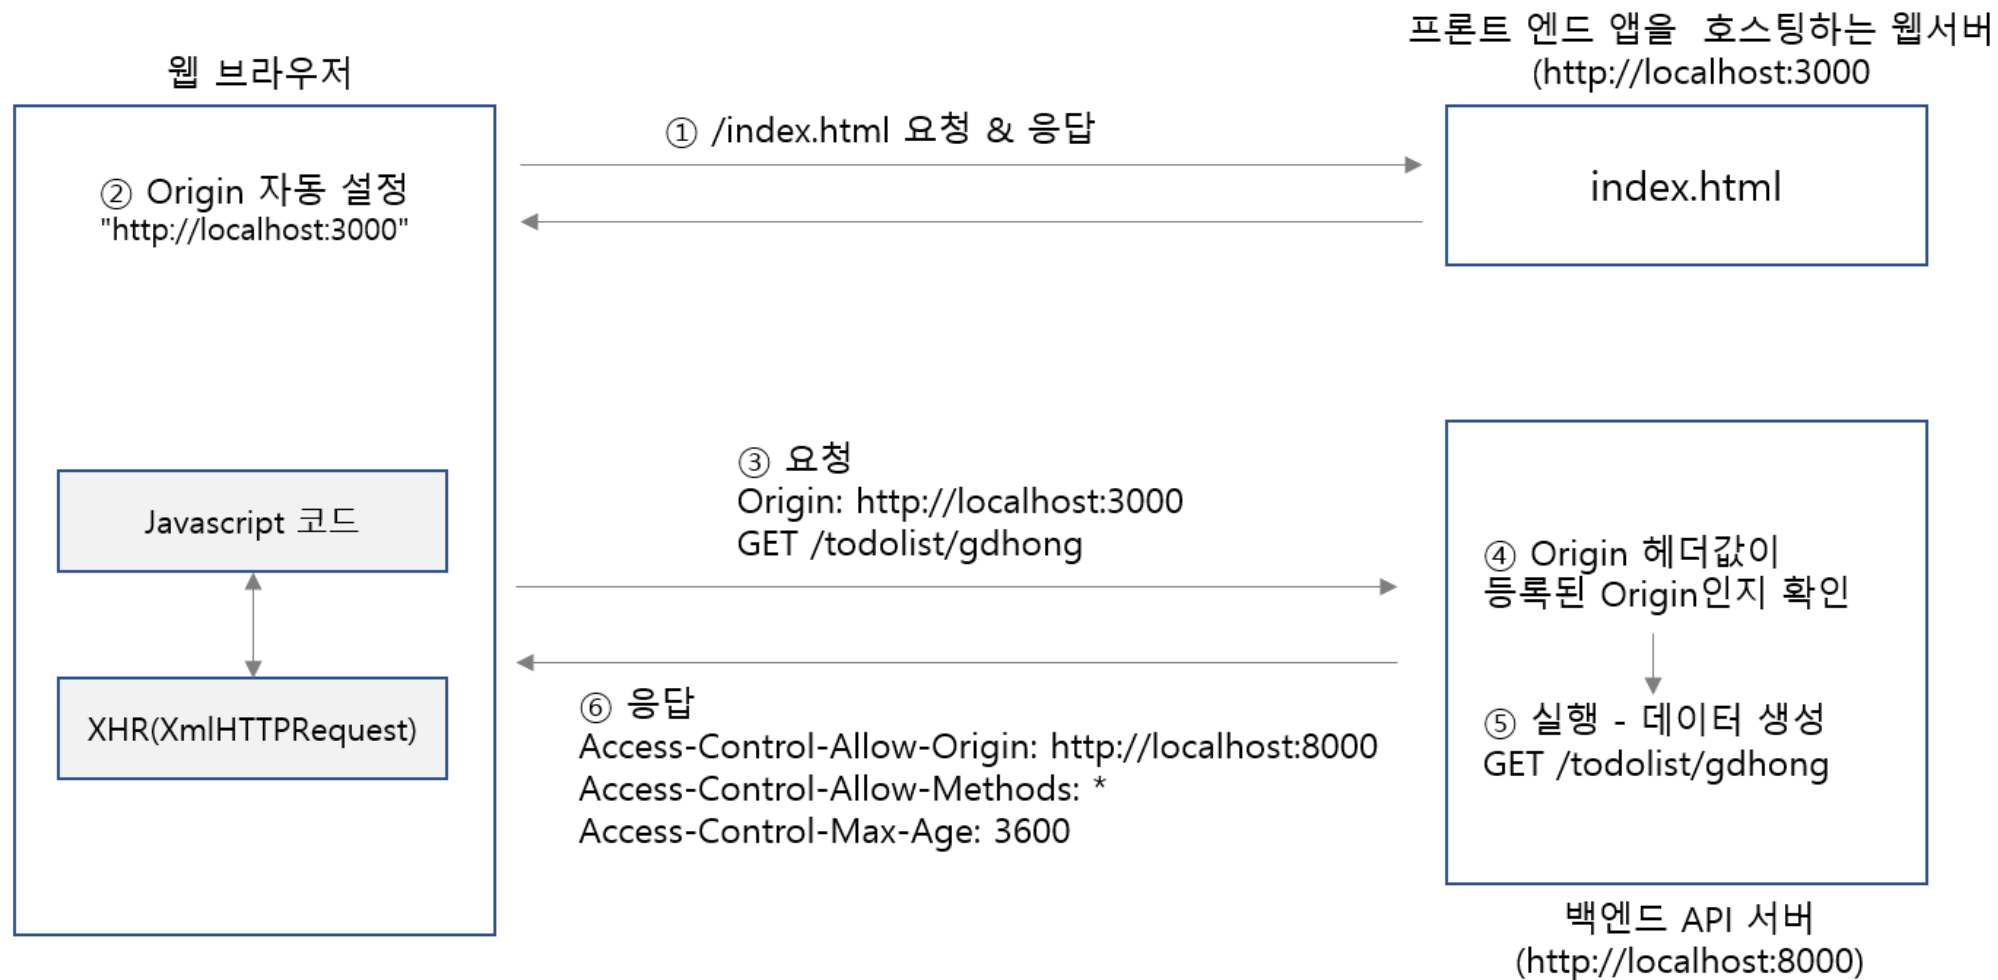 프론트 엔드 앱을 호스팅하는 웹서버
(http://localhost:3000
웹 브라우저
① /index.html 요청 & 응답
index.html
② Origin 자동 설정
"http://localhost:3000"
③ 요청
Origin: http://localhost:3000
GET /todolist/gdhong
Javascript 코드
④ Origin 헤더값이
등록된 Origin인지 확인
XHR(XmlHTTPRequest)
⑤ 실행 - 데이터 생성
GET /todolist/gdhong
⑥ 응답
Access-Control-Allow-Origin: http://localhost:8000
Access-Control-Allow-Methods: *
Access-Control-Max-Age: 3600
백엔드 API 서버
(http://localhost:8000)